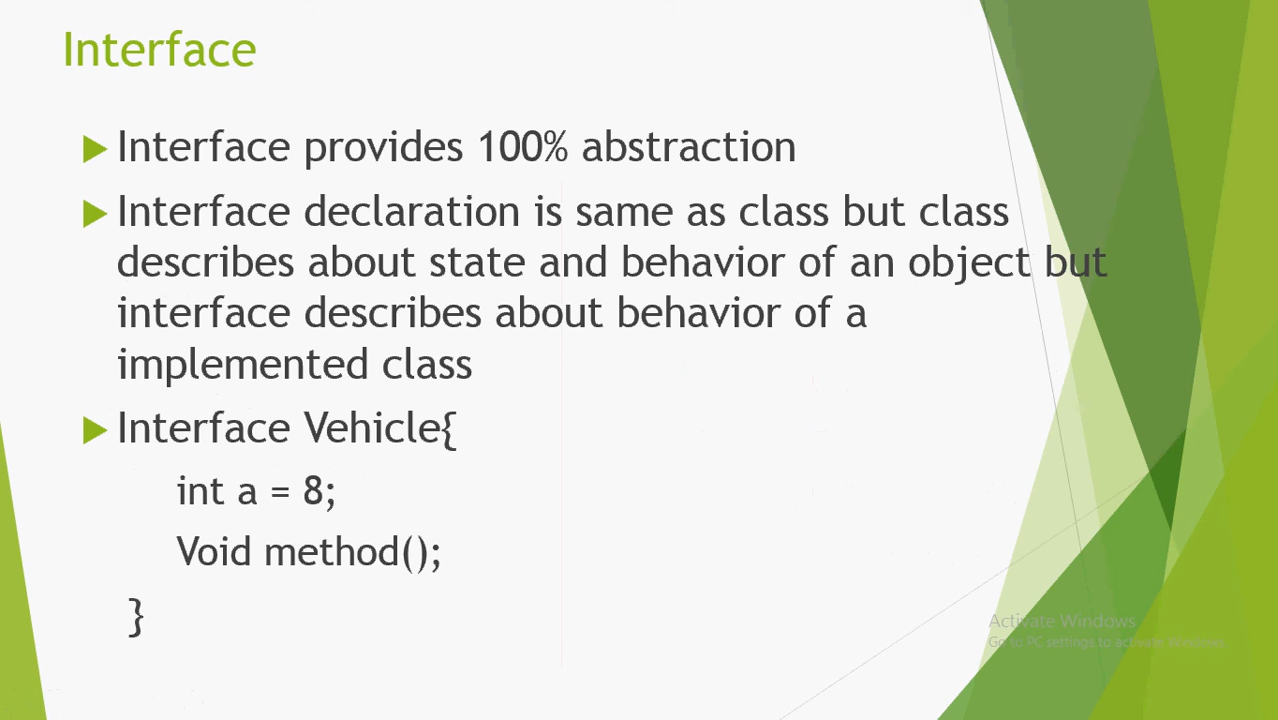 Interface
Interface provides 100% abstraction
Interface declaration is same as class but class
describes about state and behavior of an object but
interface describes about behavior of a
implemented class
Interface Vehicle{
int a = 8;
Void method();
}
Activate Windows
Go to PC settings to activate Windows.